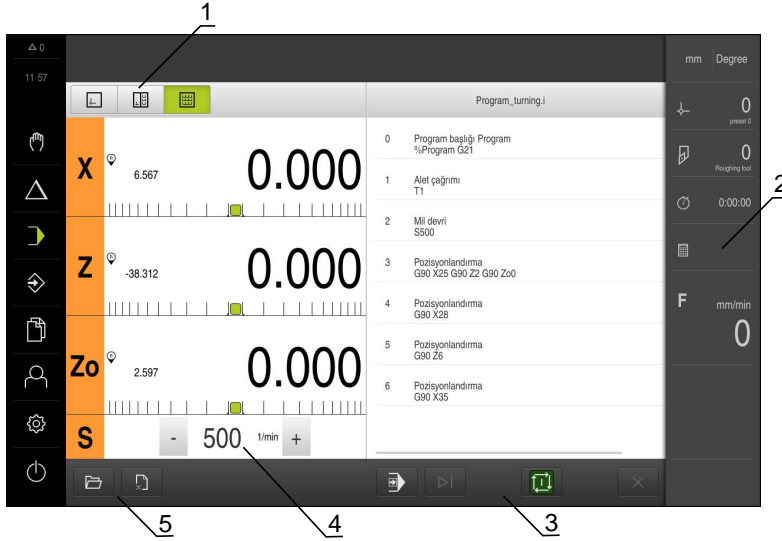 1
0
11 57
mm Degree
Program_turning.i
0
preset 0
0
Roughing tool
0:00:00
2
F mm/min
0
X
R
6.567
0.000
Z
R
-38.312
0.000
Zo
R
2.597
0.000
S
-
500
1/min
+
0 Program başlığı Program
%Program G21
1 Alet çağrımı
T1
2 Mil devri
S500
3 Pozisyonlandırma
G90 X25 G90 Z2 G90 Zo0
4 Pozisyonlandırma
G90 X28
5 Pozisyonlandırma
G90 Z6
6 Pozisyonlandırma
G90 X35
5
4
3